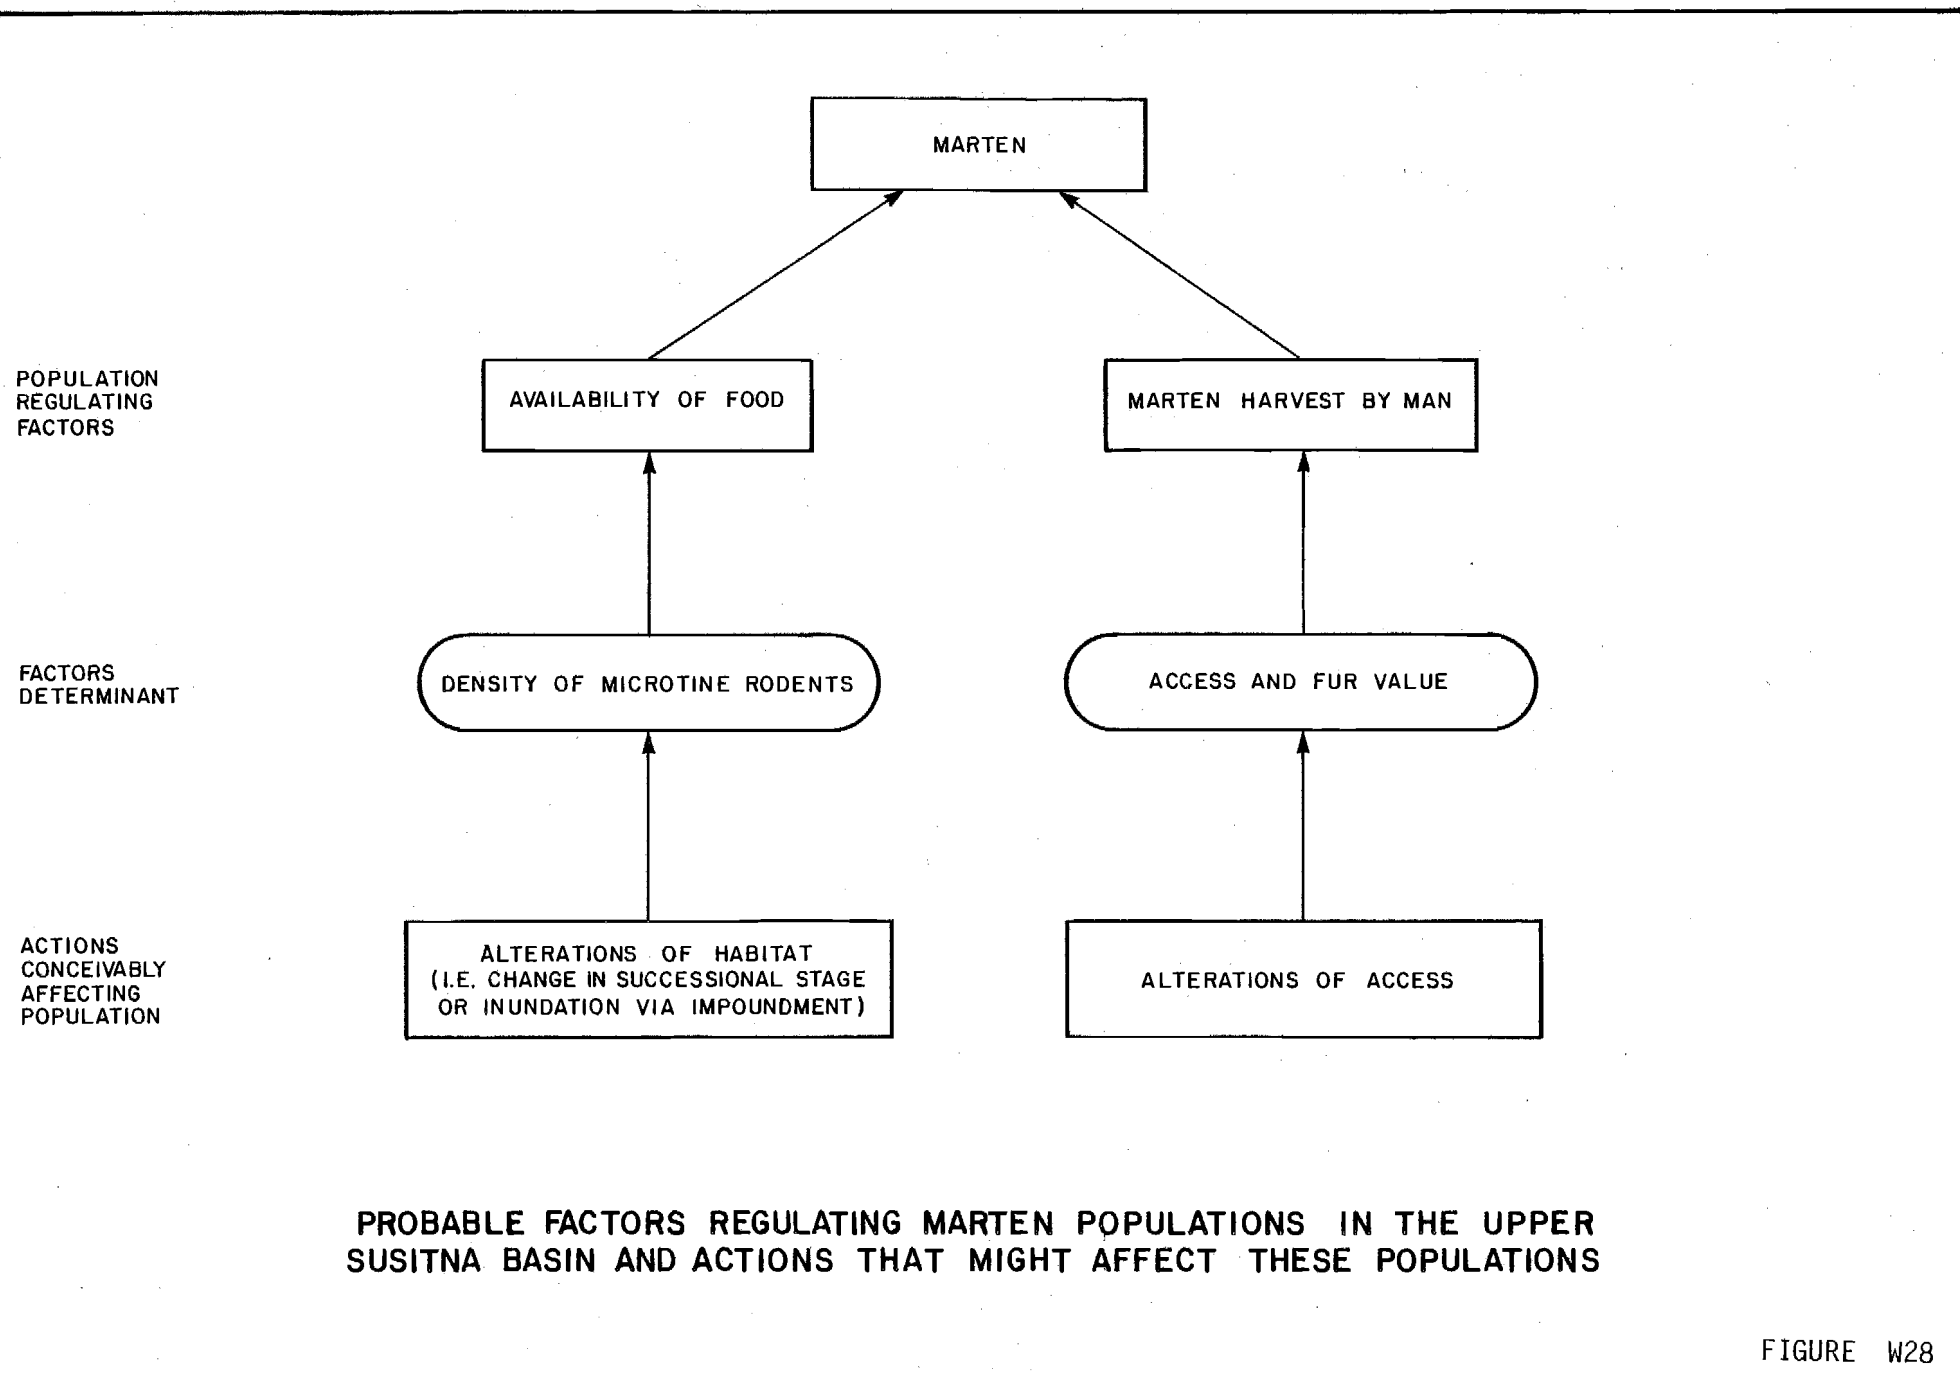 MARTEN
POPULATION
REGULATING
FACTORS
AVAILABILITY OF FOOD
MARTEN HARVEST BY MAN
FACTORS
DETERMINANT
DENSITY OF MICROTINE RODENTS
ACCESS AND FUR VALUE
ACTIONS
CONCEIVABLY
AFFECTING
POPULATION
ALTERATIONS OF HABITAT
(I.E. CHANGE IN SUCCESSIONAL STAGE
OR INUNDATION VIA IMPOUNDMENT)
ALTERATIONS OF ACCESS
PROBABLE FACTORS REGULATING MARTEN POPULATIONS IN THE UPPER
SUSITNA BASIN AND ACTIONS THAT MIGHT AFFECT THESE POPULATIONS
FIGURE W28